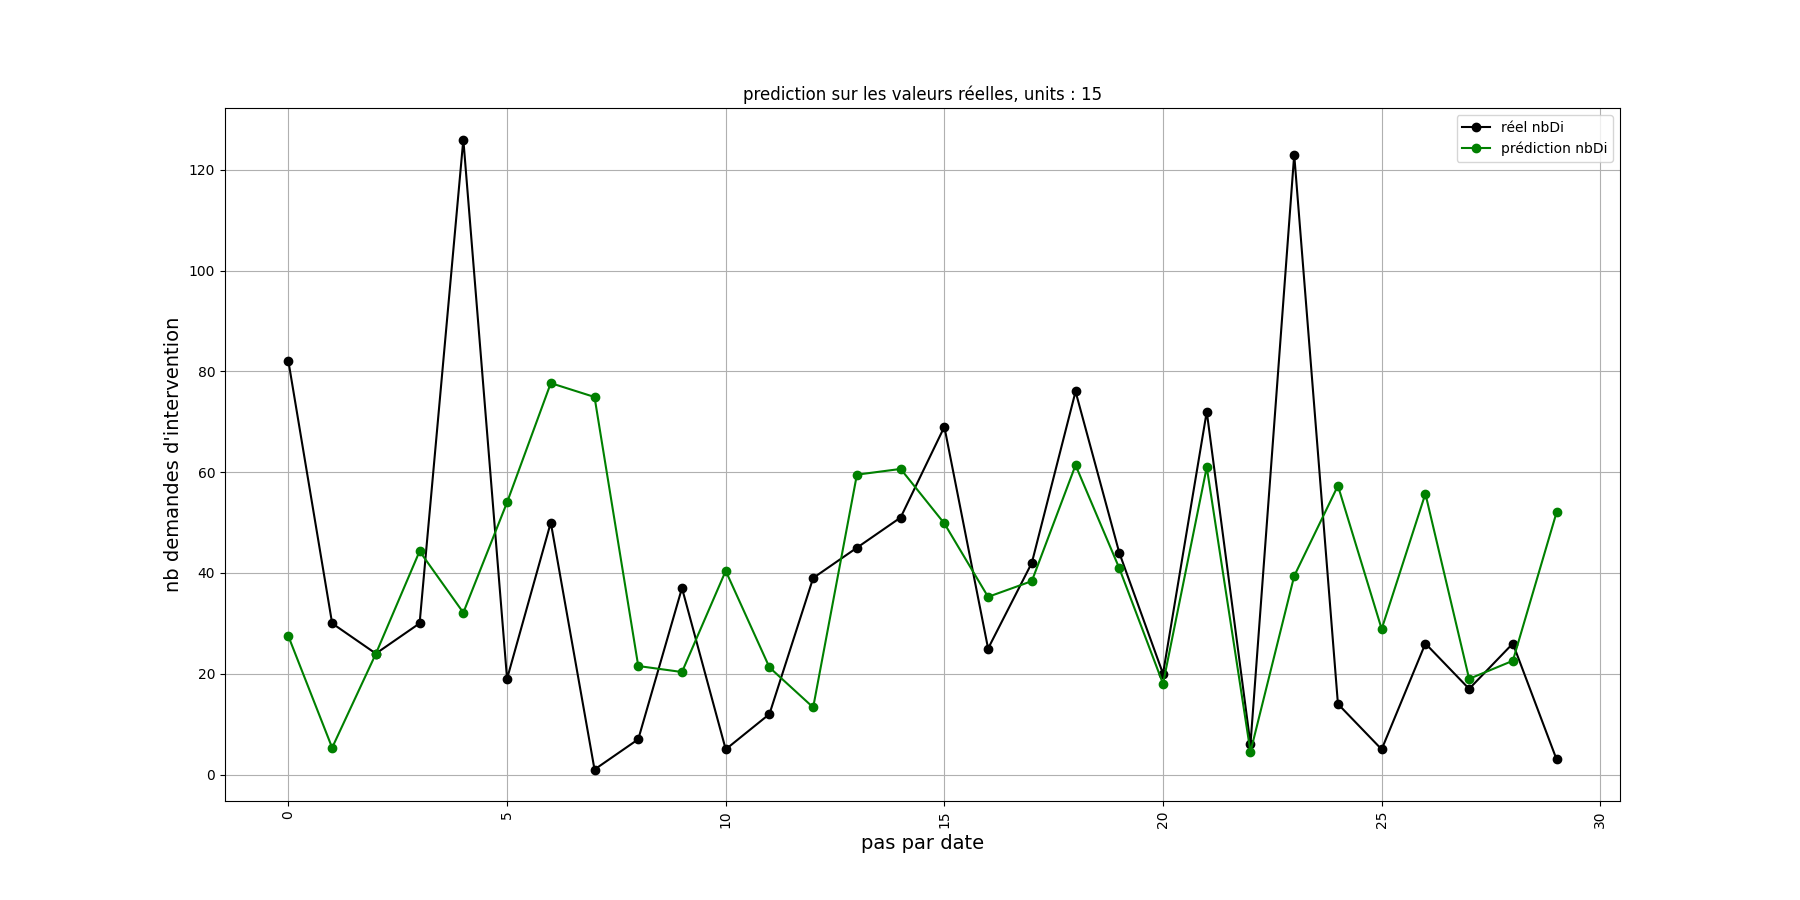 prediction sur les valeurs réelles, units : 15
réel nbDi
prédiction nbDi
120
100
80
60
40
20
0
nb demandes d'intervention
0 5 10 15 20 25 30
pas par date